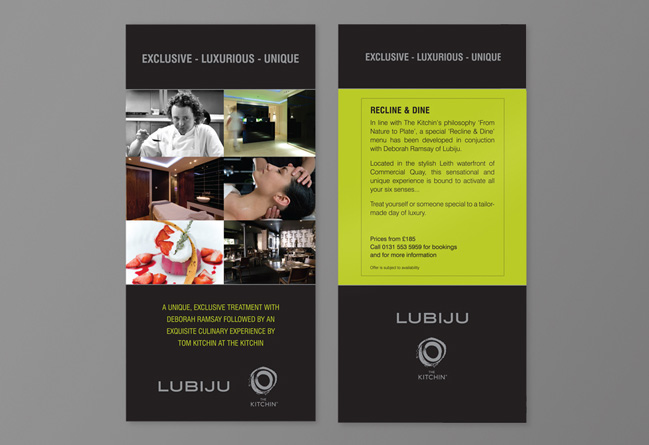 EXCLUSIVE - LUXURIOUS - UNIQUE
A UNIQUE, EXCLUSIVE TREATMENT WITH
DEBORAH RAMSAY FOLLOWED BY AN
EXQUISITE CULINARY EXPERIENCE BY
TOM KITCHIN AT THE KITCHIN
LUBIJU
THE
KITCHIN
EXCLUSIVE - LUXURIOUS - UNIQUE
RECLINE & DINE
In line with The Kitchin's philosophy 'From
Nature to Plate', a special 'Recline & Dine'
menu has been developed in conjuction
with Deborah Ramsay of Lubiju.
Located in the stylish Leith waterfront of
Commercial Quay, this sensational and
unique experience is bound to activate all
your six senses...
Treat yourself or someone special to a tailor-
made day of luxury.
Prices from £185
Call 0131 553 5959 for bookings
and for more information
Offer is subject to availability
LUBIJU
THE
KITCHIN